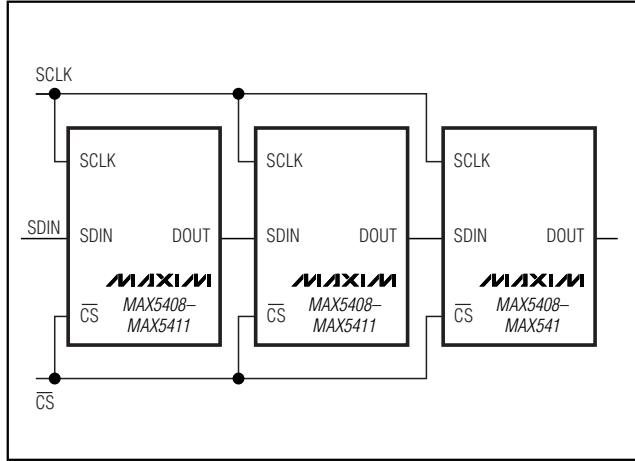 SCLK
SCLK
SCLK
SCLK
SDIN
SDIN
DOUT
SDIN
DOUT
SDIN
DOUT
MAXIM
MAXIM
MAXIM
CS
MAX5408–
MAX5411
CS
MAX5408–
MAX5411
CS
MAX5408–
MAX541
CS